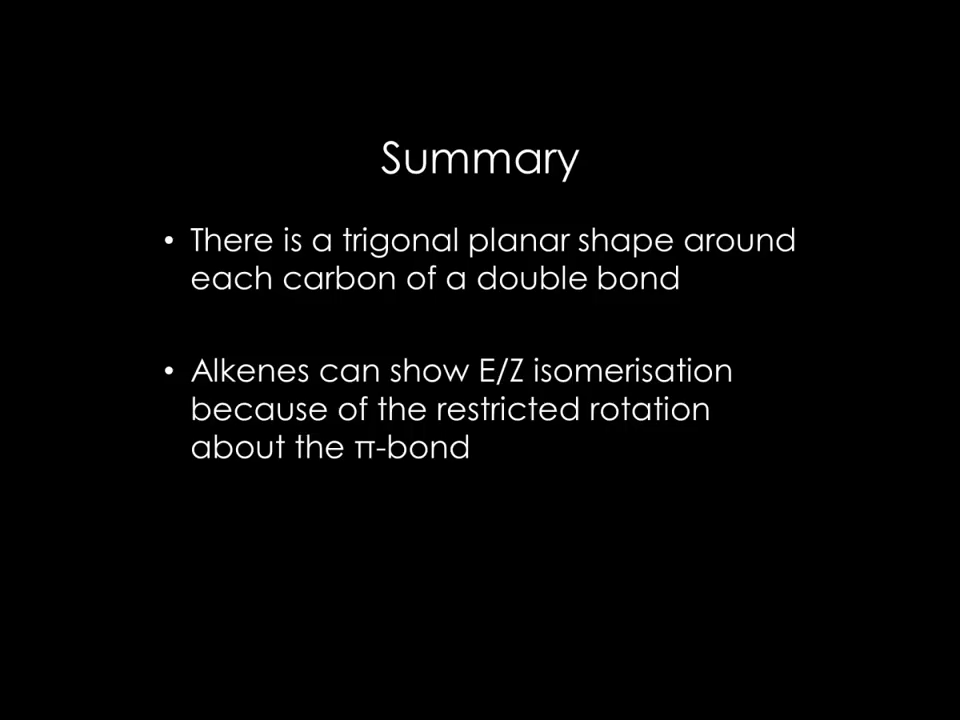 Summary
• There is a trigonal planar shape around
each carbon of a double bond
• Alkenes can show E/Z isomerisation
because of the restricted rotation
about the π-bond